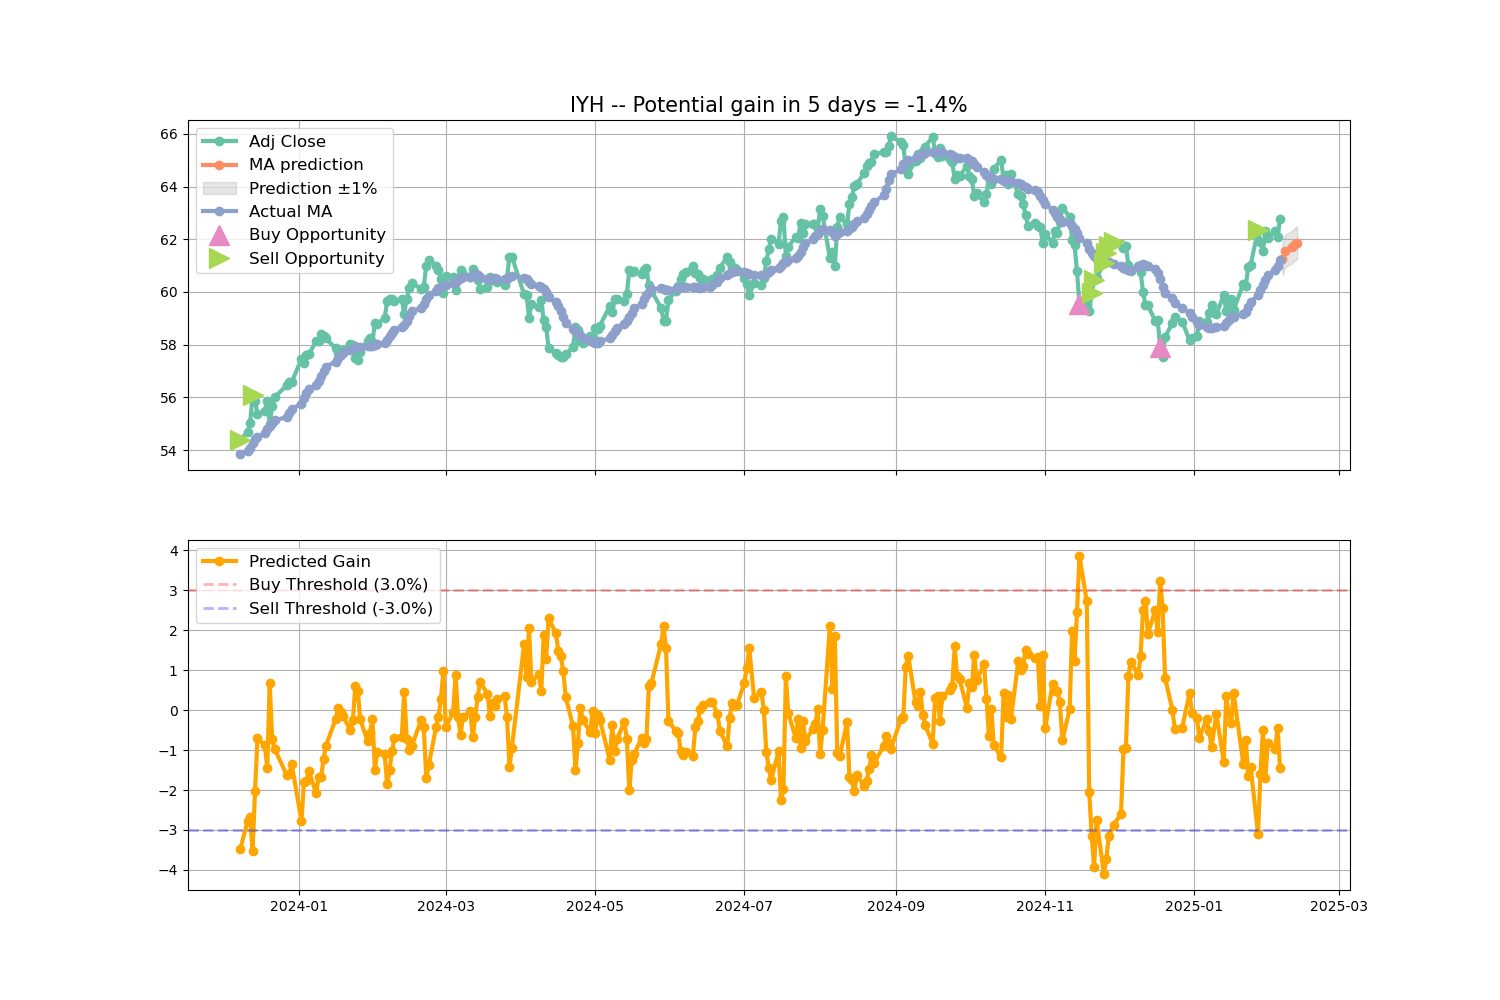 IYH -- Potential gain in 5 days = -1.4%
66
64
62
60
58
56
54
Adj Close
MA prediction
Prediction ±1%
Actual MA
Buy Opportunity
Sell Opportunity
4
3
2
1
0
−1
−2
−3
−4
Predicted Gain
Buy Threshold (3.0%)
Sell Threshold (-3.0%)
2024-01
2024-03
2024-05
2024-07
2024-09
2024-11
2025-01
2025-03